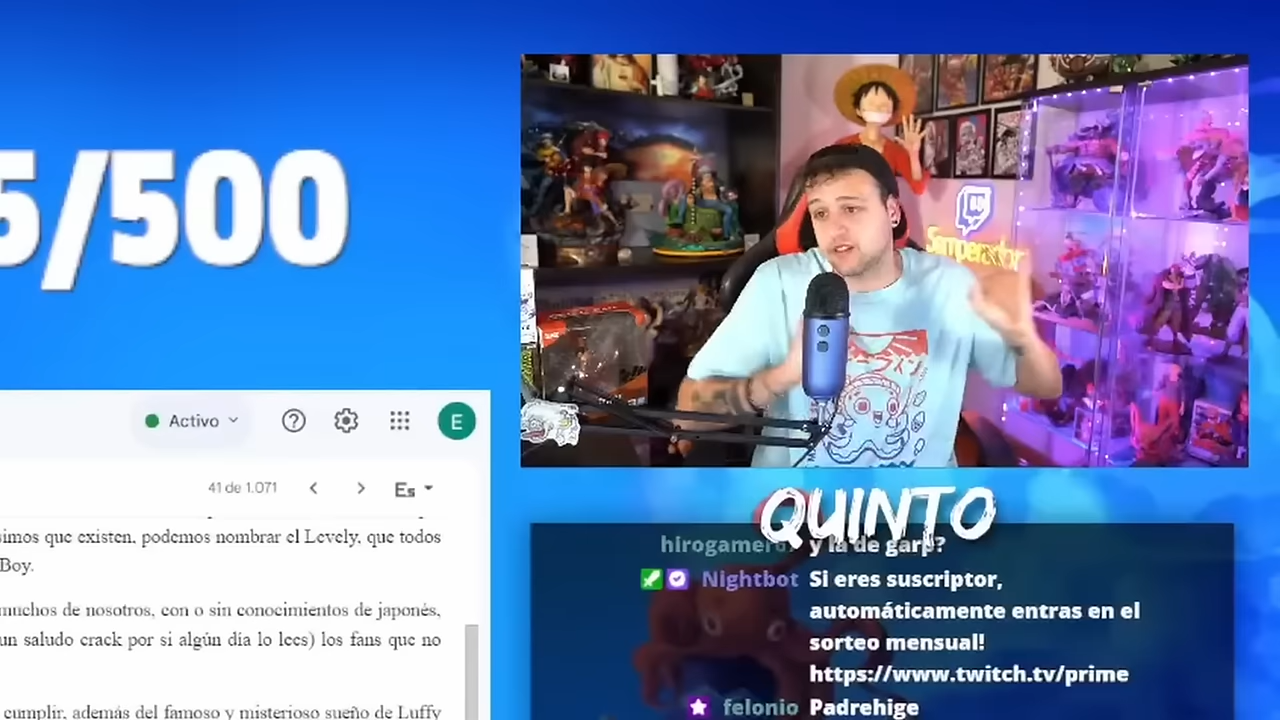 5/500
Samperador
Activo
E
41 de 1.071
Es
simos que existen, podemos nombrar el Levely, que todos
Boy.
muchos de nosotros, con o sin conocimientos de japonés,
un saludo crack por si algún día lo lees) los fans que no
cumplir, además del famoso y misterioso sueño de Luffy
QUINTO
y la de garp?
Nightbot Si eres suscriptor,
automáticamente entras en el
sorteo mensual!
https://www.twitch.tv/prime
felonio Padrehige